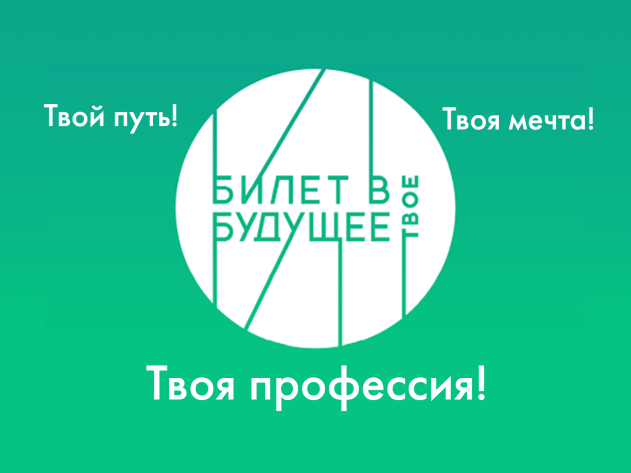 Твой путь!
Твоя мечта!
БИЛЕТ В
БУДУЩЕЕ
ТВОЕ
Твоя профессия!